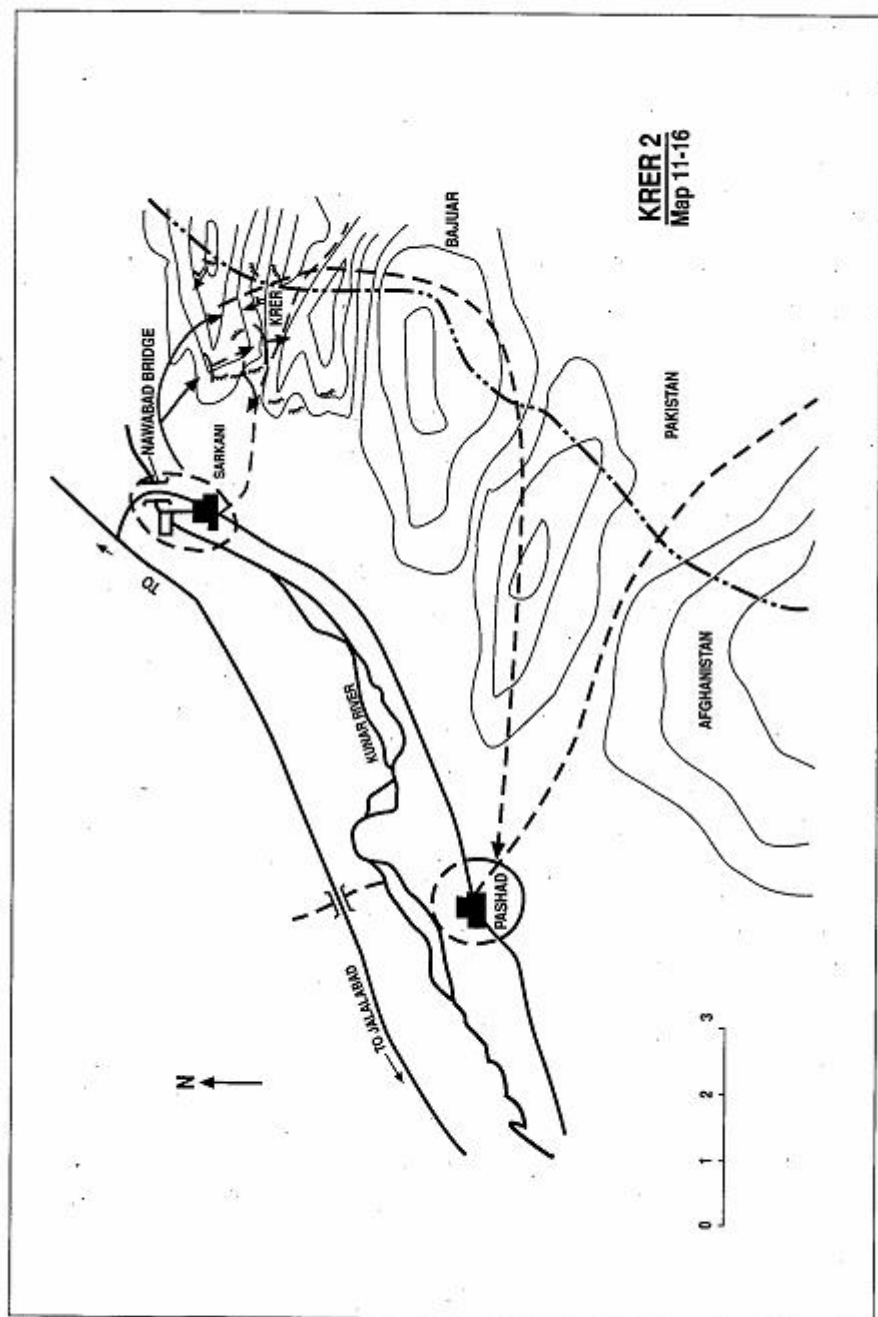 NAWABAD BRIDGE
TO
SARKANI
KRER
BAJUAR
KUNAR RIVER
PAKISTAN
AFGHANISTAN
PASHAD
TO JALALABAD
N
0 1 2 3
KRER 2
Map 11-16